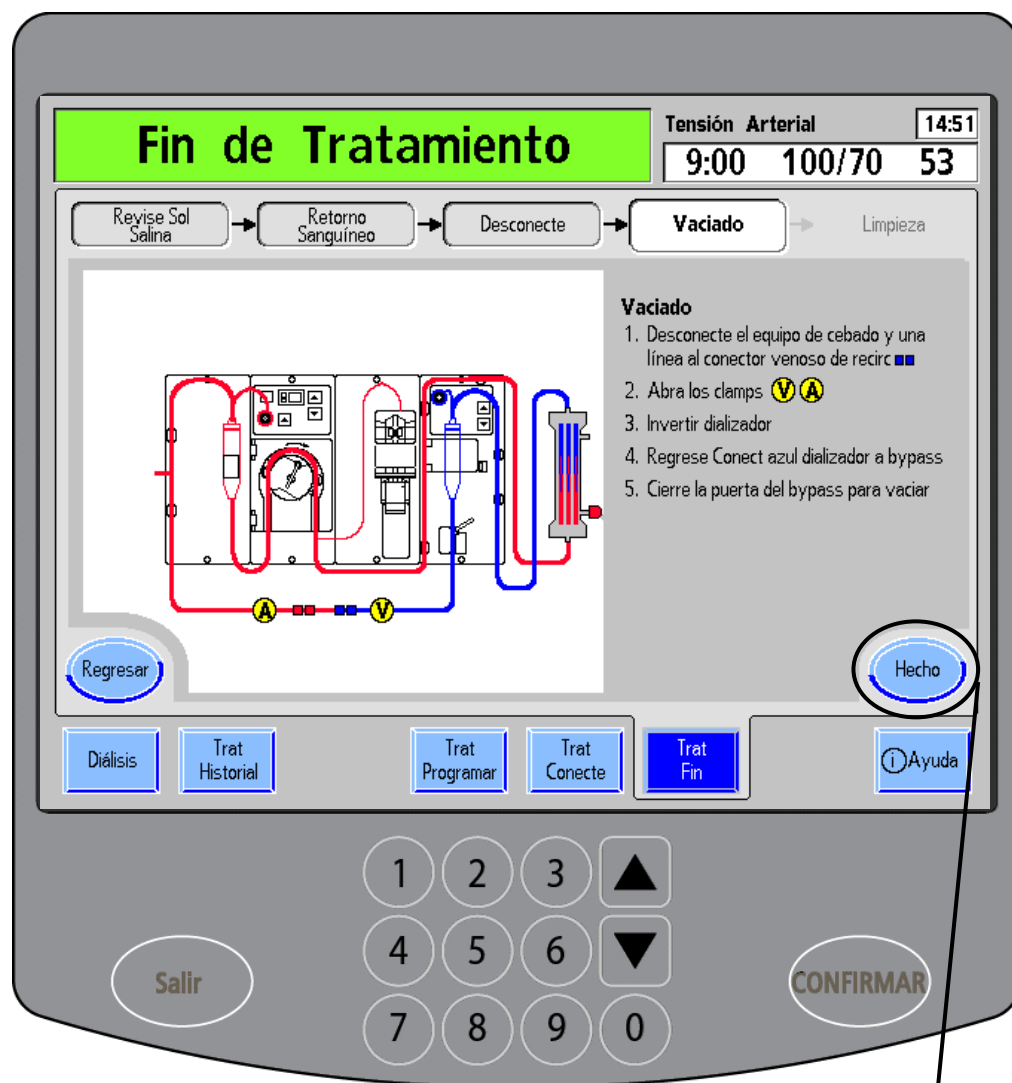 Fin de Tratamiento
Tensión Arterial 14:51
9:00 100/70 53
Revise Sol
Salina
Retorno
Sanguíneo
Desconecte
Vaciado
Limpieza
Vaciado
1. Desconecte el equipo de cebado y una
línea al conector venoso de recirc
2. Abra los clamps V A
3. Invertir dializador
4. Regrese Conect azul dializador a bypass
5. Cierre la puerta del bypass para vaciar
A V
Regresar
Hecho
Diálisis
Trat
Historial
Trat
Programar
Trat
Conecte
Trat
Fin
i Ayuda
1 2 3
4 5 6
7 8 9 0
Salir
CONFIRMAR